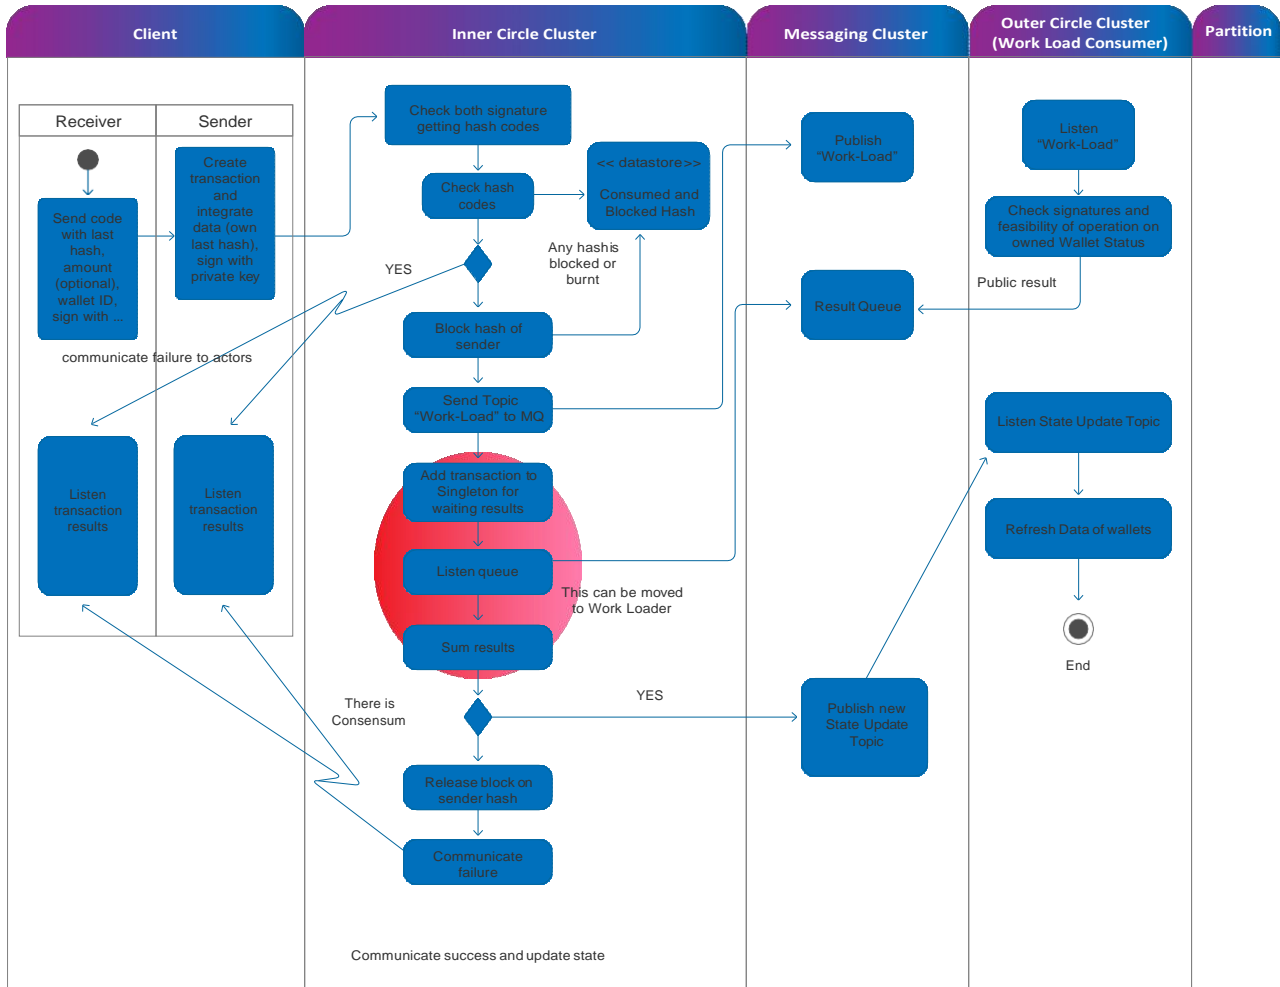 Client
Inner Circle Cluster
Messaging Cluster
Outer Circle Cluster
(Work Load Consumer)
Partition
Receiver
Sender
Send code
with last
hash,
amount
(optional),
wallet ID,
sign with ...
Create
transaction
and
integrate
data (own
last hash),
sign with
private key
communicate failure to actors
Listen
transaction
results
Listen
transaction
results
Check both signature
getting hash codes
Check hash
codes
<< datastore>>
Consumed and
Blocked Hash
Any hash is
blocked or
burnt
YES
Block hash of
sender
Send Topic
“Work-Load” to MQ
Add transaction to
Singleton for
waiting results
Listen queue
This can be moved
to Work Loader
Sum results
There is
Consensum
YES
Release block on
sender hash
Communicate
failure
Communicate success and update state
Publish
“Work-Load”
Result Queue
Publish new
State Update
Topic
Listen
“Work-Load”
Check signatures and
feasibility of operation on
owned Wallet Status
Public result
Listen State Update Topic
Refresh Data of wallets
End